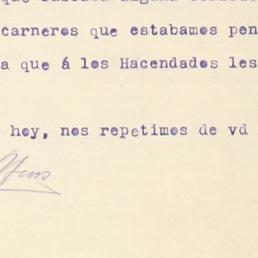 carneros que estabamos pen
a que á los Hacendados les
hoy, nos repetimos de vd